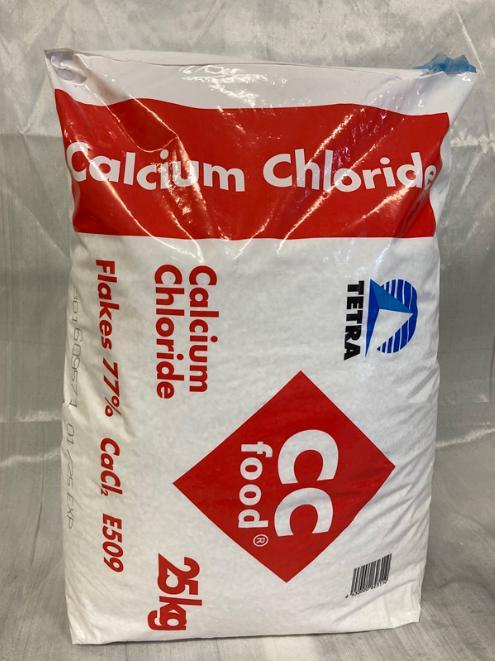 Calcium Chloride
TETRA
CC
food®
Calcium
Chloride
Flakes 77% CaCl₂ E509
25kg